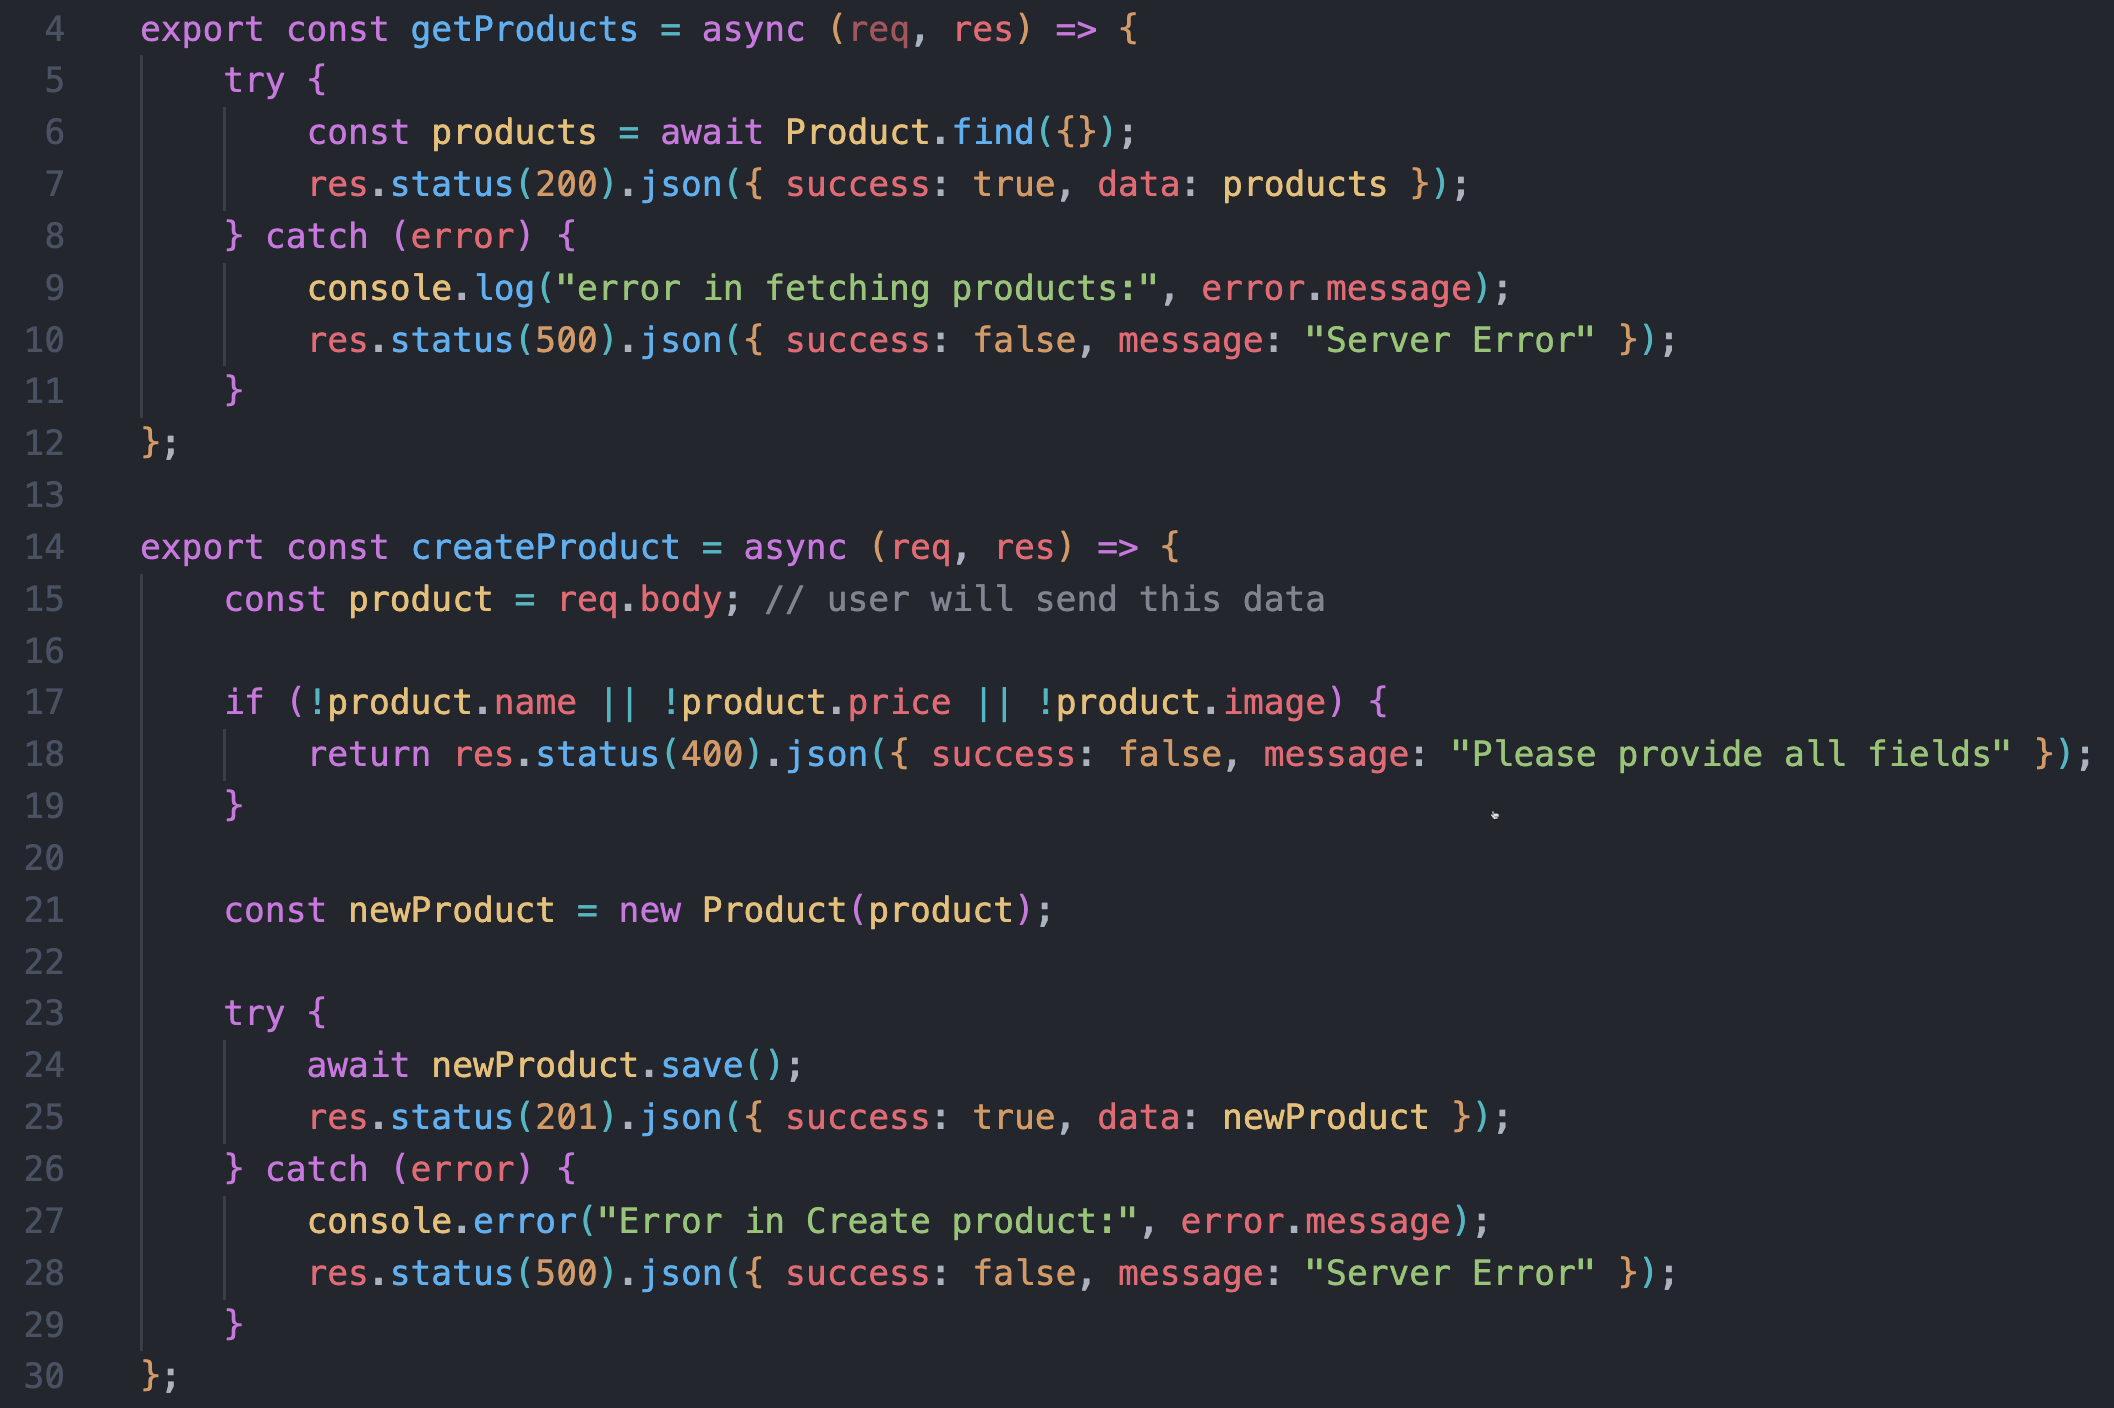 4 export const getProducts = async (req, res) => {
5 try {
6 const products = await Product.find({});
7 res.status(200).json({ success: true, data: products });
8 } catch (error) {
9 console.log("error in fetching products:", error.message);
10 res.status(500).json({ success: false, message: "Server Error" });
11 }
12 };
13
14 export const createProduct = async (req, res) => {
15 const product = req.body; // user will send this data
16
17 if (!product.name || !product.price || !product.image) {
18 return res.status(400).json({ success: false, message: "Please provide all fields" });
19 }
20
21 const newProduct = new Product(product);
22
23 try {
24 await newProduct.save();
25 res.status(201).json({ success: true, data: newProduct });
26 } catch (error) {
27 console.error("Error in Create product:", error.message);
28 res.status(500).json({ success: false, message: "Server Error" });
29 }
30 };